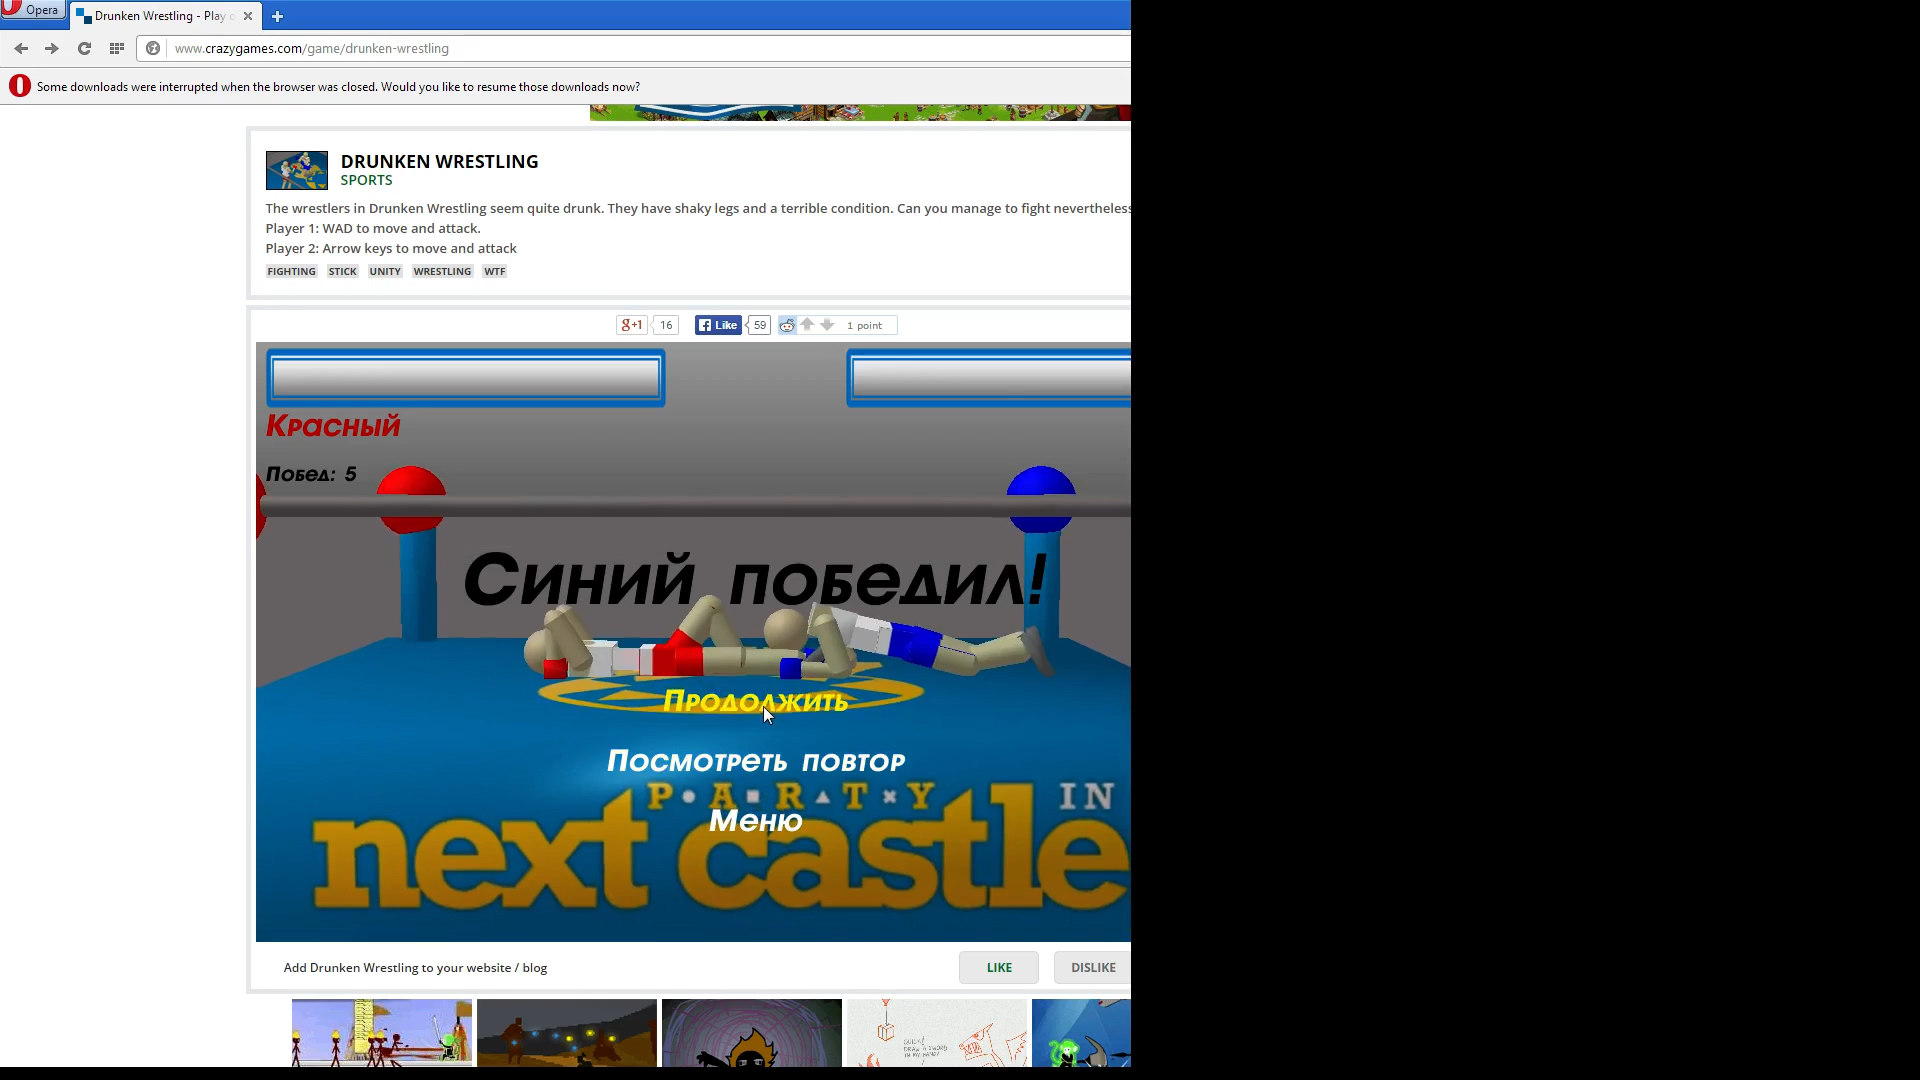 Opera
Drunken Wrestling - Play o
www.crazygames.com/game/drunken-wrestling
Some downloads were interrupted when the browser was closed. Would you like to resume those downloads now?
DRUNKEN WRESTLING
SPORTS
The wrestlers in Drunken Wrestling seem quite drunk. They have shaky legs and a terrible condition. Can you manage to fight nevertheless
Player 1: WAD to move and attack.
Player 2: Arrow keys to move and attack
FIGHTING STICK UNITY WRESTLING WTF
g+1 16 Like 59 1 point
Красный
Побед: 5
Синий победил!
Продолжить
Посмотреть повтор
PARTY IN
Меню
next castle
Add Drunken Wrestling to your website / blog
LIKE DISLIKE